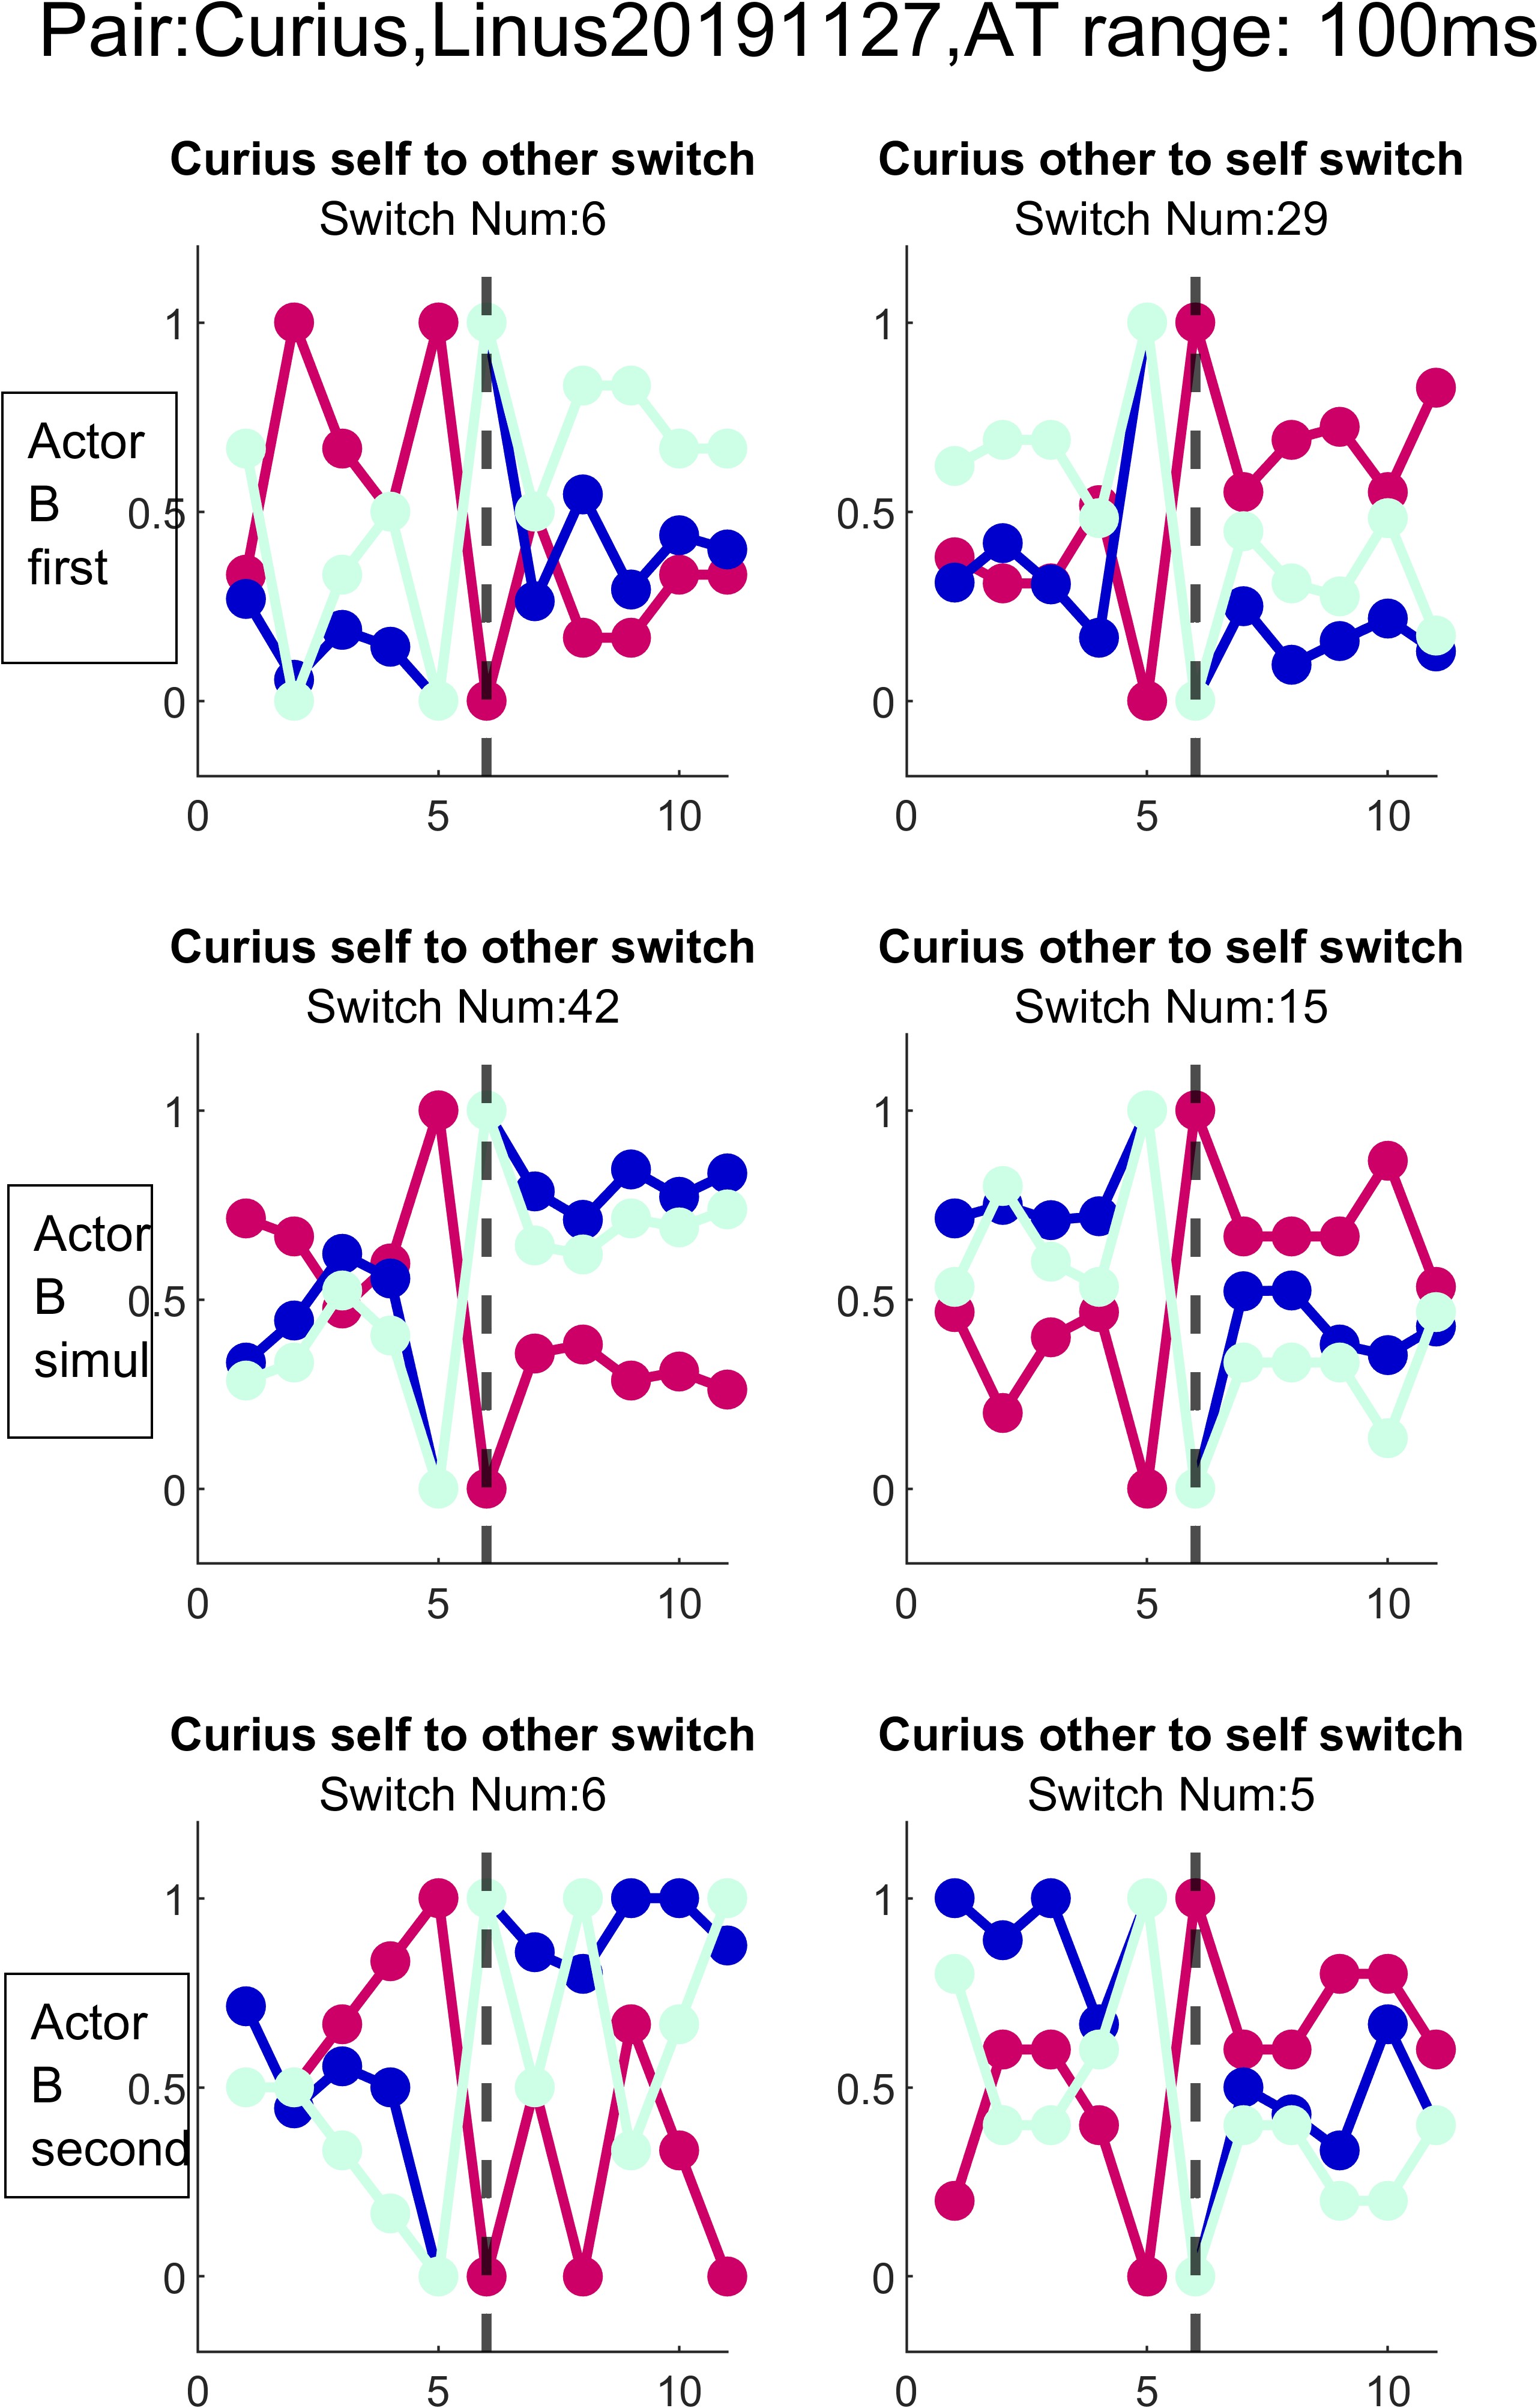 Pair:Curius,Linus20191127,AT range: 100ms
Curius self to other switch
Switch Num:6
Curius other to self switch
Switch Num:29
Actor
B
first
1
0.5
0
0
5
10
1
0.5
0
0
5
10
Curius self to other switch
Switch Num:42
Curius other to self switch
Switch Num:15
Actor
B
simul
1
0.5
0
0
5
10
1
0.5
0
0
5
10
Curius self to other switch
Switch Num:6
Curius other to self switch
Switch Num:5
Actor
B
second
1
0.5
0
0
5
10
1
0.5
0
0
5
10